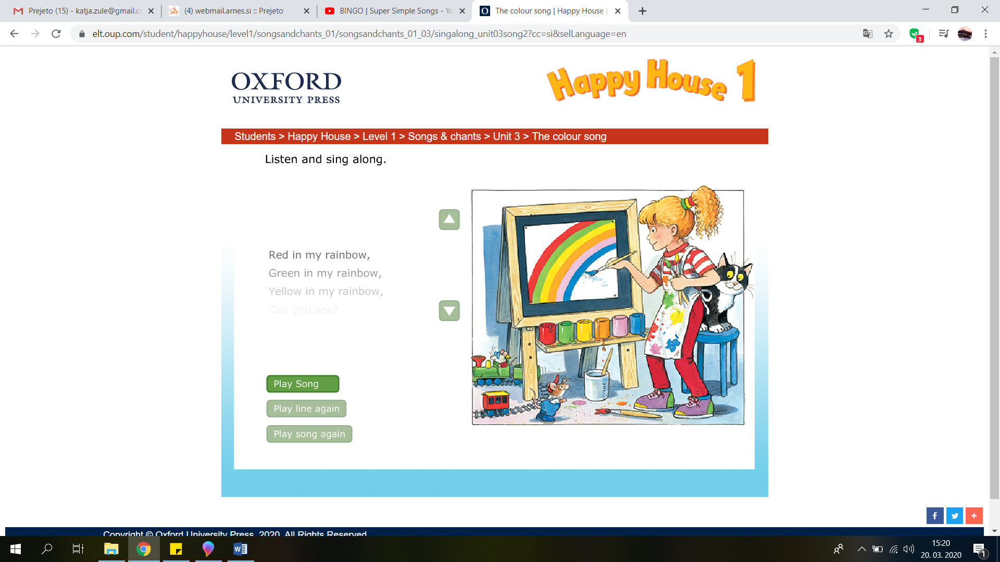 Prejeto (15) - katja.zule@gmail.c
(4) webmail.arnes.si :: Prejeto
BINGO | Super Simple Songs - Yo
The colour song | Happy House |
elt.oup.com/student/happyhouse/level1/songsandchants_01/songsandchants_01_03/singalong_unit03song2?cc=si&selLanguage=en
3
OXFORD
UNIVERSITY PRESS
Happy House 1
Students > Happy House > Level 1 > Songs & chants > Unit 3 > The colour song
Listen and sing along.
Red in my rainbow,
Green in my rainbow,
Yellow in my rainbow,
Can you see?
Play Song
Play line again
Play song again
Copyright © Oxford University Press, 2020. All Rights Reserved.
15:20
20. 03. 2020
1